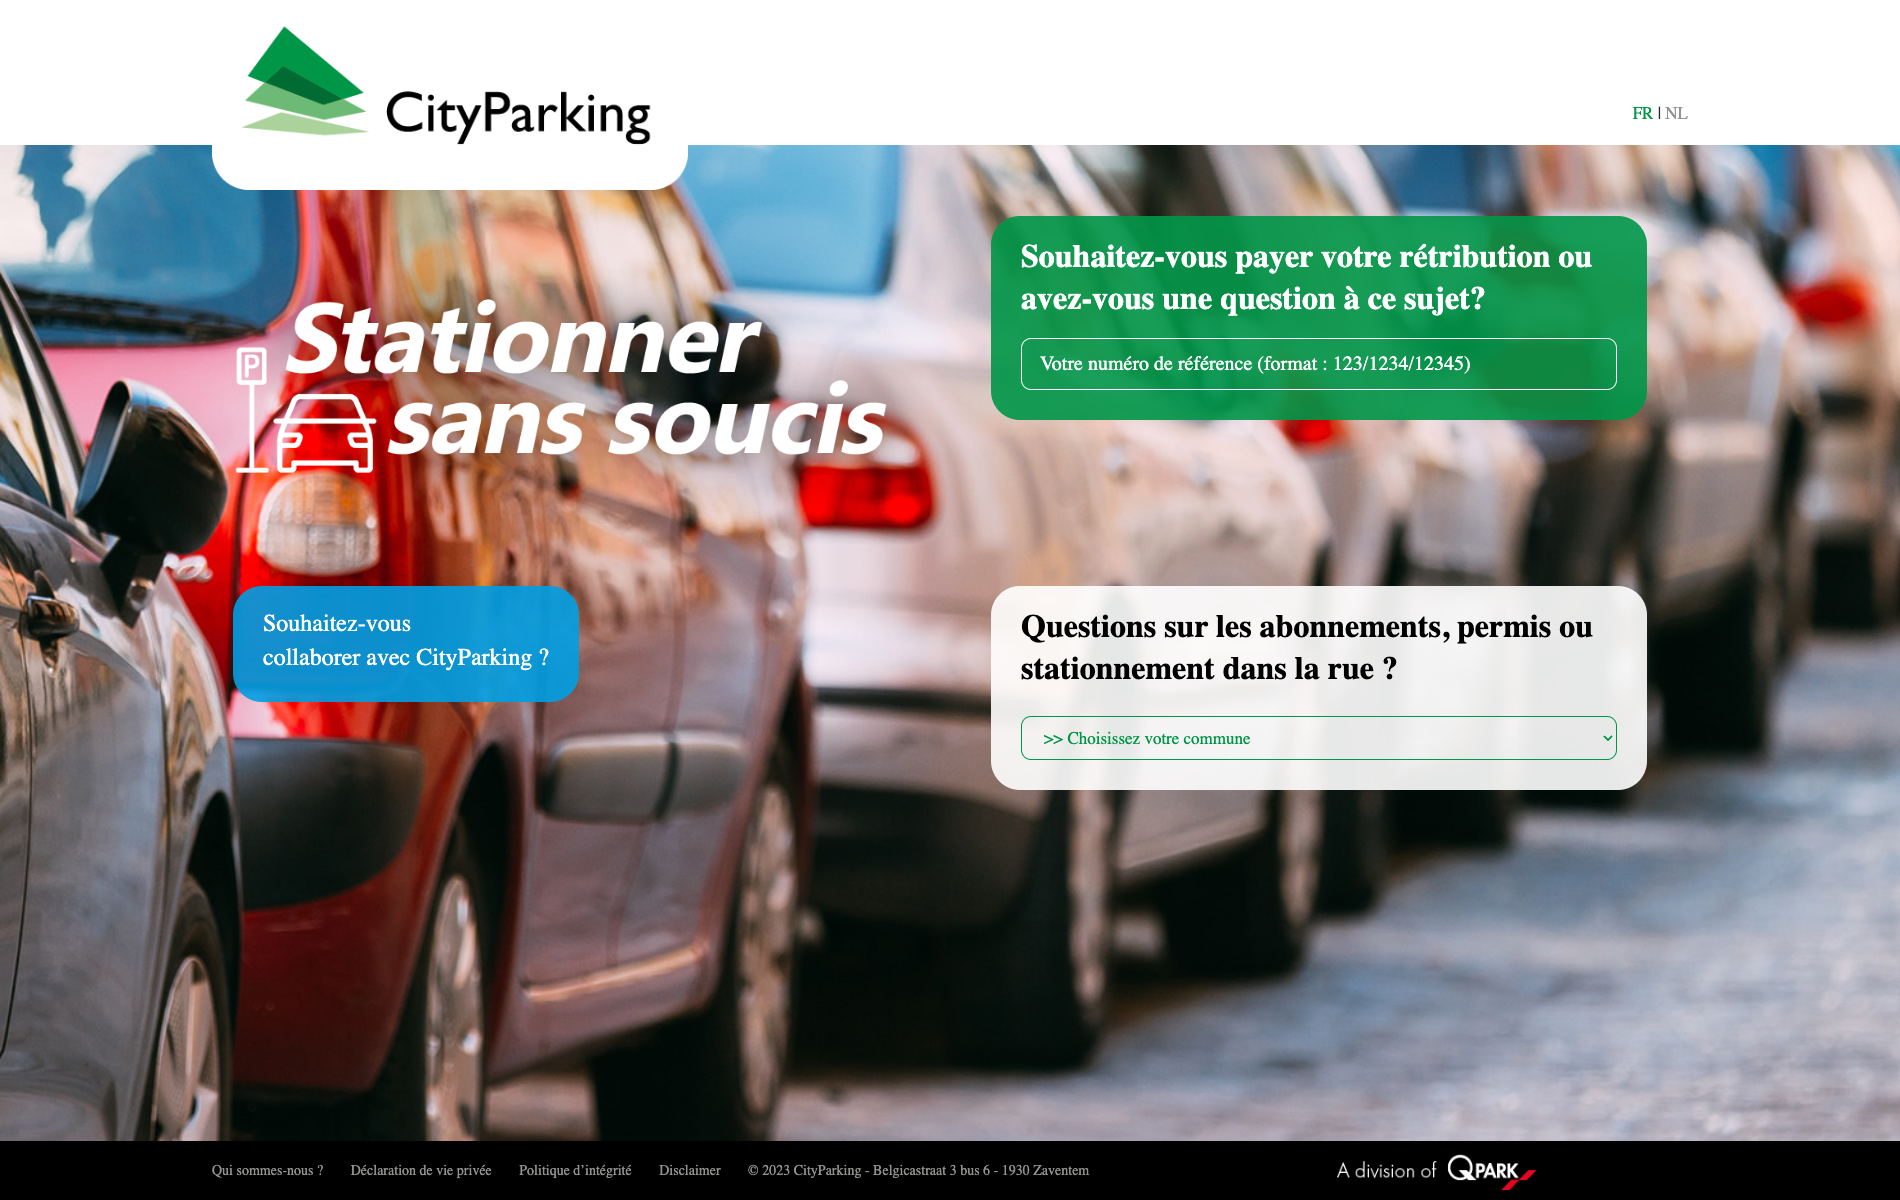 CityParking
FR | NL
Stationner
sans soucis
P
Souhaitez-vous payer votre rétribution ou
avez-vous une question à ce sujet?
Votre numéro de référence (format : 123/1234/12345)
Souhaitez-vous
collaborer avec CityParking ?
Questions sur les abonnements, permis ou
stationnement dans la rue ?
>> Choisissez votre commune
Qui sommes-nous ? Déclaration de vie privée Politique d’intégrité Disclaimer © 2023 CityParking - Belgicastraat 3 bus 6 - 1930 Zaventem
A division of Q PARK